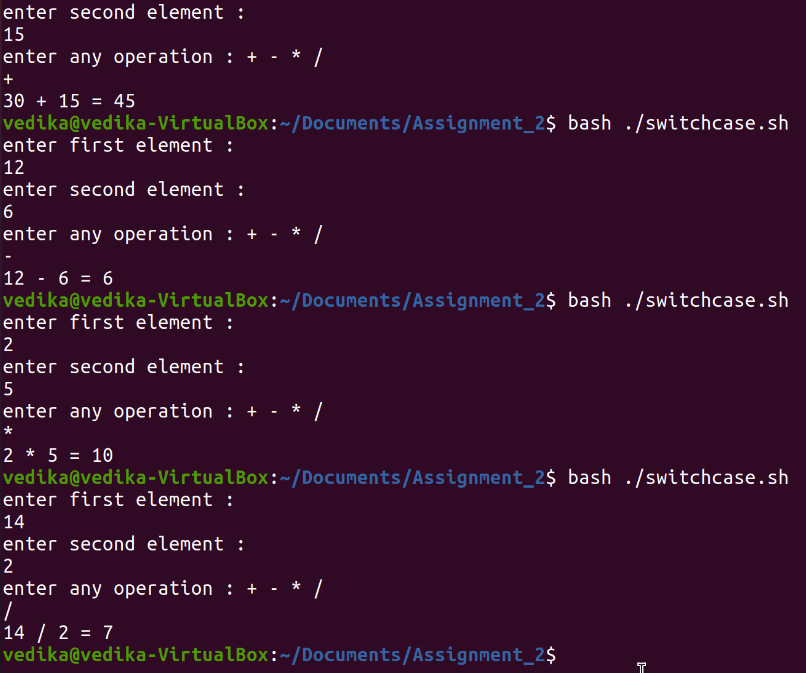 enter second element :
15
enter any operation : + - * /
+
30 + 15 = 45
vedika@vedika-VirtualBox:~/Documents/Assignment_2$ bash ./switchcase.sh
enter first element :
12
enter second element :
6
enter any operation : + - * /
-
12 - 6 = 6
vedika@vedika-VirtualBox:~/Documents/Assignment_2$ bash ./switchcase.sh
enter first element :
2
enter second element :
5
enter any operation : + - * /
*
2 * 5 = 10
vedika@vedika-VirtualBox:~/Documents/Assignment_2$ bash ./switchcase.sh
enter first element :
14
enter second element :
2
enter any operation : + - * /
/
14 / 2 = 7
vedika@vedika-VirtualBox:~/Documents/Assignment_2$